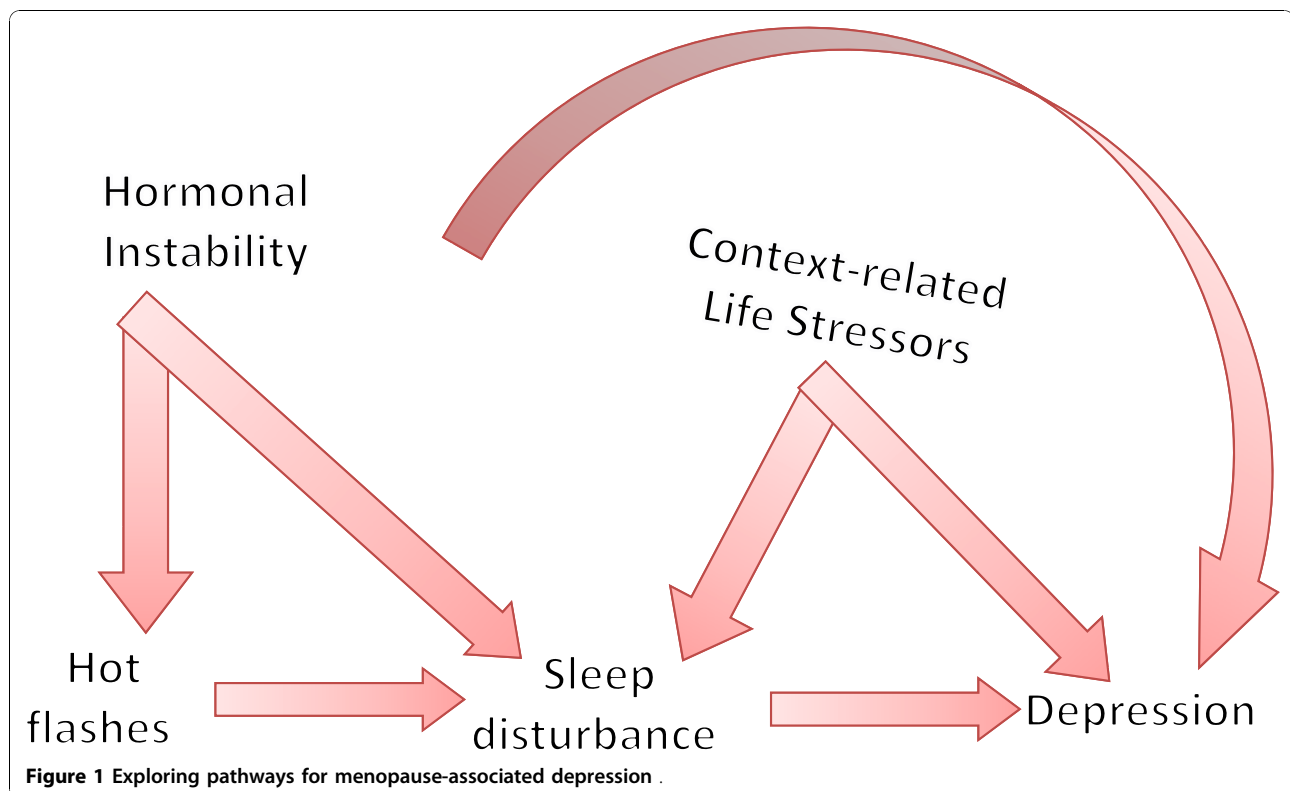 Hormonal
Instability
Context-related
Life Stressors
Hot
flashes
Sleep
disturbance
Depression
Figure 1 Exploring pathways for menopause-associated depression .